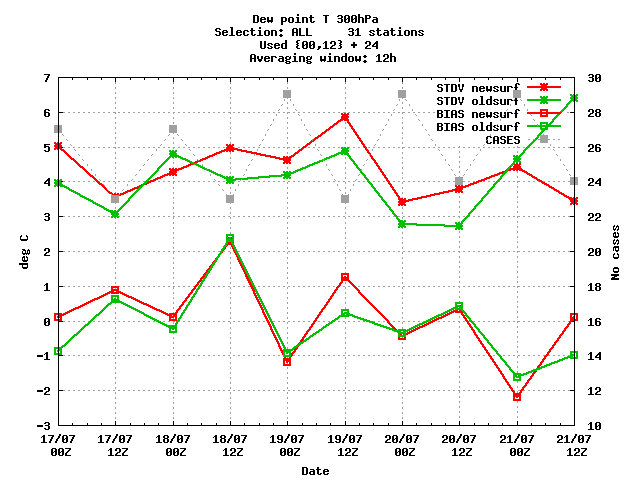 Dew point T 300hPa
Selection: ALL     31 stations
Used {00,12} + 24
Averaging window: 12h
STDV newsurf
STDV oldsurf
BIAS newsurf
BIAS oldsurf
CASES
deg C
7
6
5
4
3
2
1
0
-1
-2
-3
30
28
26
24
22
20
18
16
14
12
10
No cases
17/07 17/07 18/07 18/07 19/07 19/07 20/07 20/07 21/07 21/07
00Z 12Z 00Z 12Z 00Z 12Z 00Z 12Z 00Z 12Z
Date